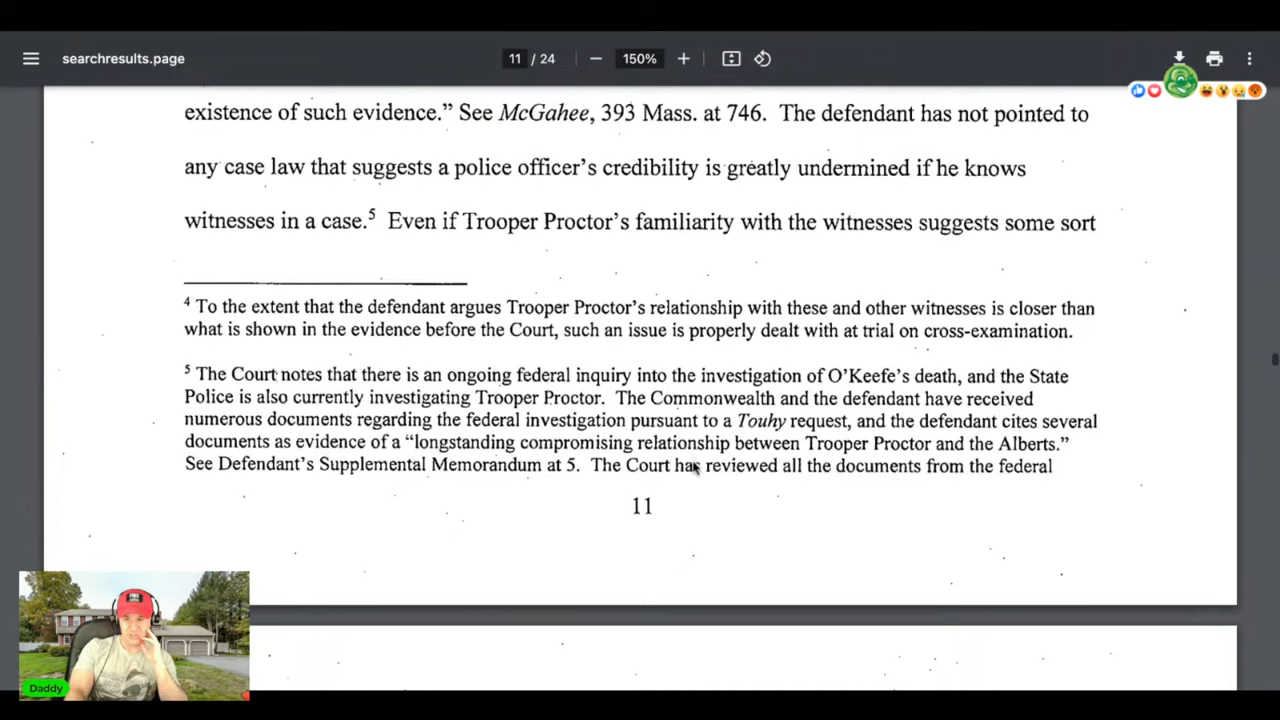 searchresults.page
11 / 24
150%
existence of such evidence.” See McGahee, 393 Mass. at 746. The defendant has not pointed to
any case law that suggests a police officer’s credibility is greatly undermined if he knows
witnesses in a case.5 Even if Trooper Proctor’s familiarity with the witnesses suggests some sort
4 To the extent that the defendant argues Trooper Proctor’s relationship with these and other witnesses is closer than
what is shown in the evidence before the Court, such an issue is properly dealt with at trial on cross-examination.
5 The Court notes that there is an ongoing federal inquiry into the investigation of O’Keefe’s death, and the State
Police is also currently investigating Trooper Proctor. The Commonwealth and the defendant have received
numerous documents regarding the federal investigation pursuant to a Touhy request, and the defendant cites several
documents as evidence of a “longstanding compromising relationship between Trooper Proctor and the Alberts.”
See Defendant’s Supplemental Memorandum at 5. The Court has reviewed all the documents from the federal
11
Daddy